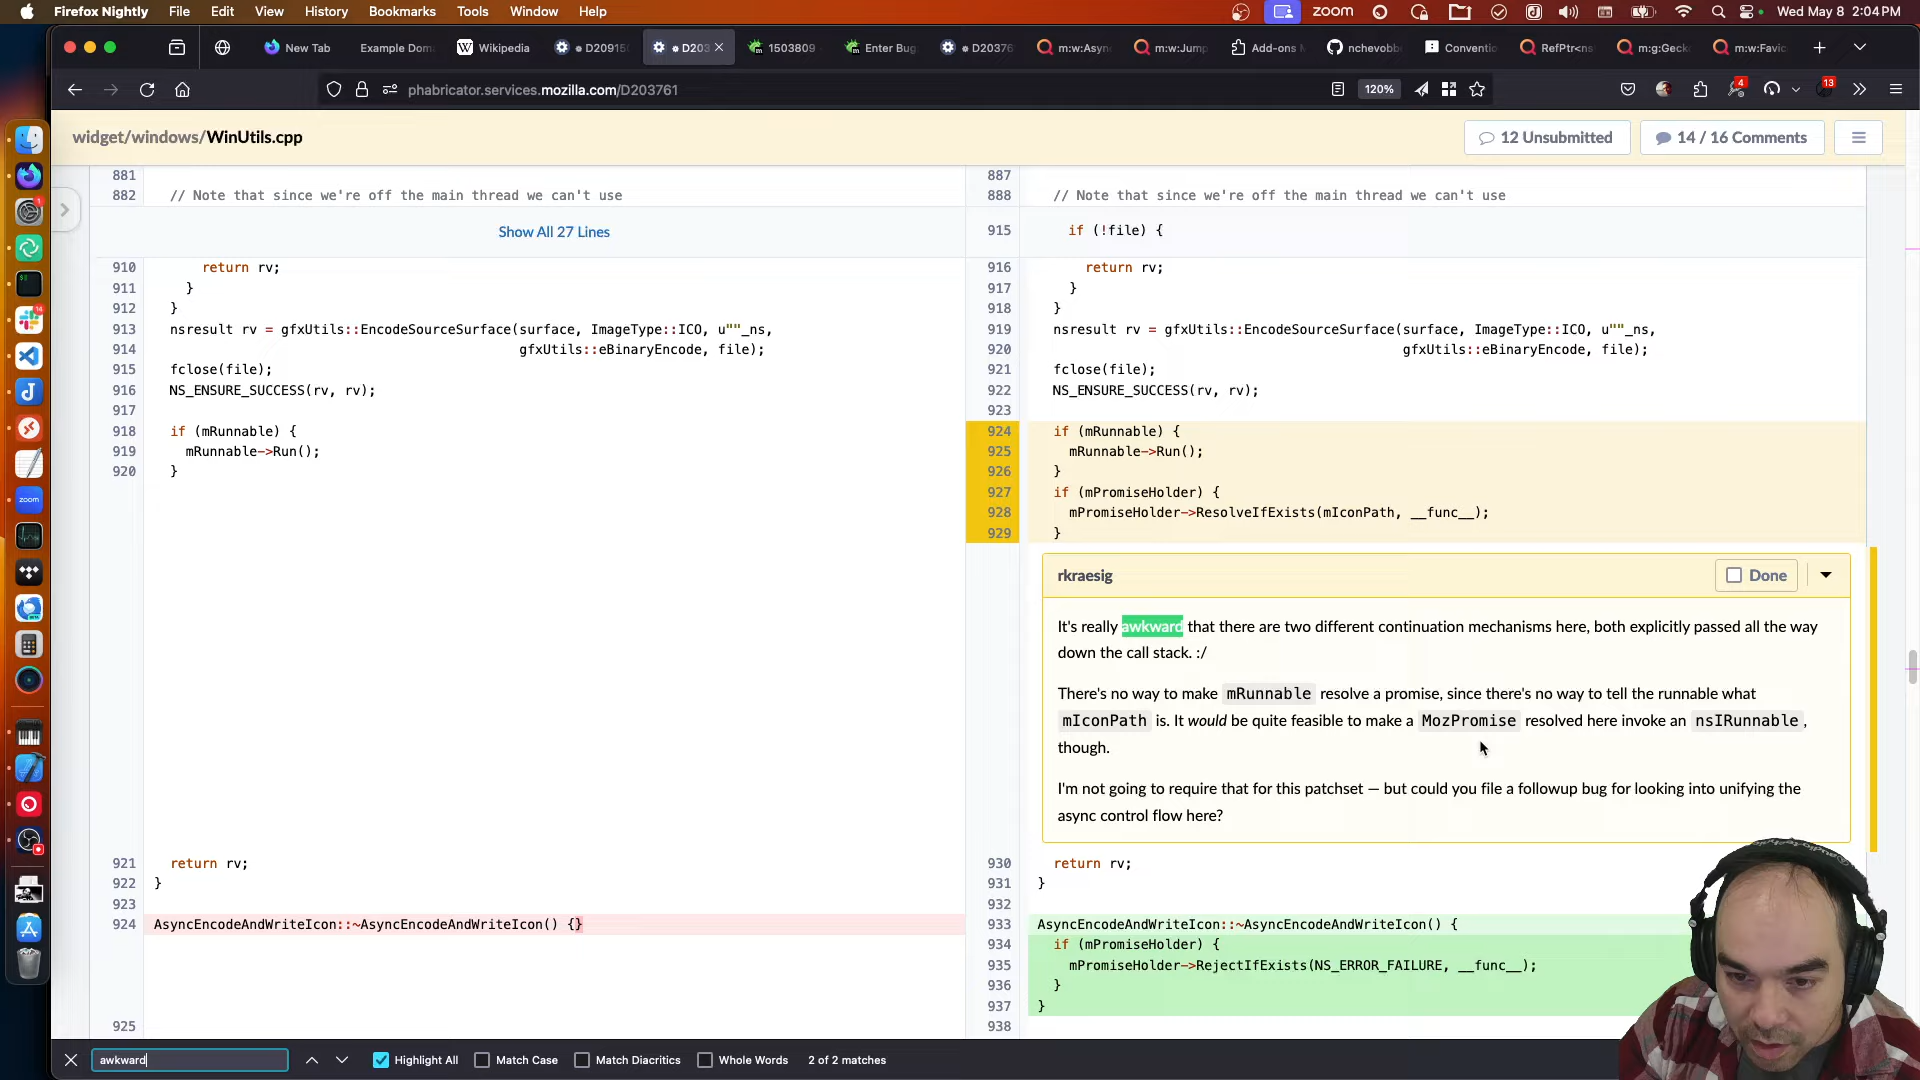 Firefox Nightly File Edit View History Bookmarks Tools Window Help
zoom
Wed May 8 2:04 PM
New Tab
Example Dom
Wikipedia
D20915
D203
1503809
Enter Bug
D20376
m:w:Asyn
m:w:Jump
Add-ons M
nchevobb
Conventio
RefPtr<ns
m:g:Geck
m:w:Favic
phabricator.services.mozilla.com/D203761
120%
4
13
widget/windows/WinUtils.cpp
12 Unsubmitted
14 / 16 Comments
881
882 // Note that since we're off the main thread we can't use
Show All 27 Lines
910 return rv;
911 }
912 }
913 nsresult rv = gfxUtils::EncodeSourceSurface(surface, ImageType::ICO, u""_ns,
914 gfxUtils::eBinaryEncode, file);
915 fclose(file);
916 NS_ENSURE_SUCCESS(rv, rv);
917
918 if (mRunnable) {
919 mRunnable->Run();
920 }
921 return rv;
922 }
923
924 AsyncEncodeAndWriteIcon::~AsyncEncodeAndWriteIcon() {}
925
887
888 // Note that since we're off the main thread we can't use
915 if (!file) {
916 return rv;
917 }
918 }
919 nsresult rv = gfxUtils::EncodeSourceSurface(surface, ImageType::ICO, u""_ns,
920 gfxUtils::eBinaryEncode, file);
921 fclose(file);
922 NS_ENSURE_SUCCESS(rv, rv);
923
924 if (mRunnable) {
925 mRunnable->Run();
926 }
927 if (mPromiseHolder) {
928 mPromiseHolder->ResolveIfExists(mIconPath, __func__);
929 }
rkraesig
Done
It's really awkward that there are two different continuation mechanisms here, both explicitly passed all the way
down the call stack. :/
There's no way to make mRunnable resolve a promise, since there's no way to tell the runnable what
mIconPath is. It would be quite feasible to make a MozPromise resolved here invoke an nsIRunnable,
though.
I'm not going to require that for this patchset — but could you file a followup bug for looking into unifying the
async control flow here?
930 return rv;
931 }
932
933 AsyncEncodeAndWriteIcon::~AsyncEncodeAndWriteIcon() {
934 if (mPromiseHolder) {
935 mPromiseHolder->RejectIfExists(NS_ERROR_FAILURE, __func__);
936 }
937 }
938
awkward
Highlight All
Match Case
Match Diacritics
Whole Words
2 of 2 matches
zoom